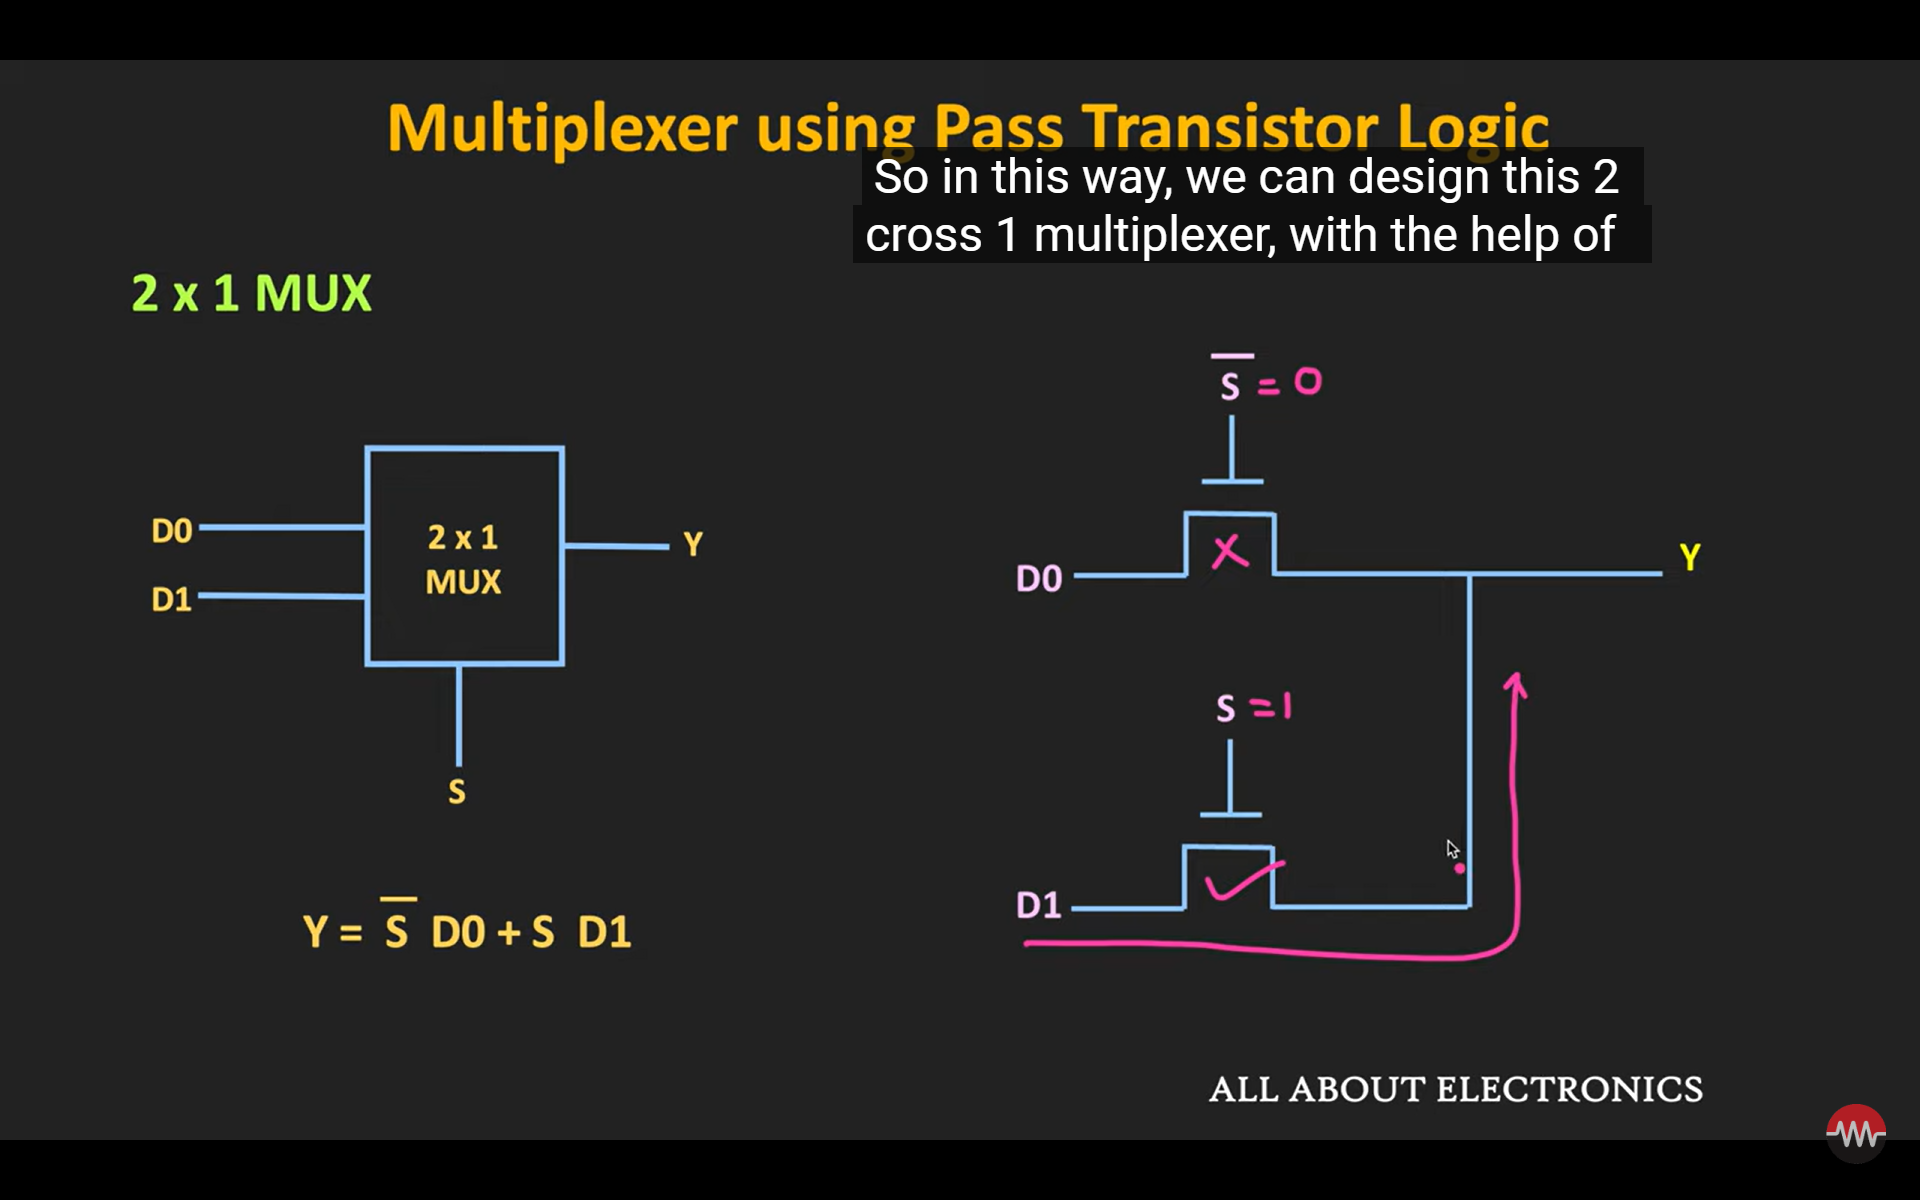 Multiplexer using Pass Transistor Logic
So in this way, we can design this 2
cross 1 multiplexer, with the help of
2 x 1 MUX
S̅ = 0
D0
D1
2 x 1
MUX
Y
S
D0
Y
S =1
D1
Y = S̅ D0 + S D1
ALL ABOUT ELECTRONICS